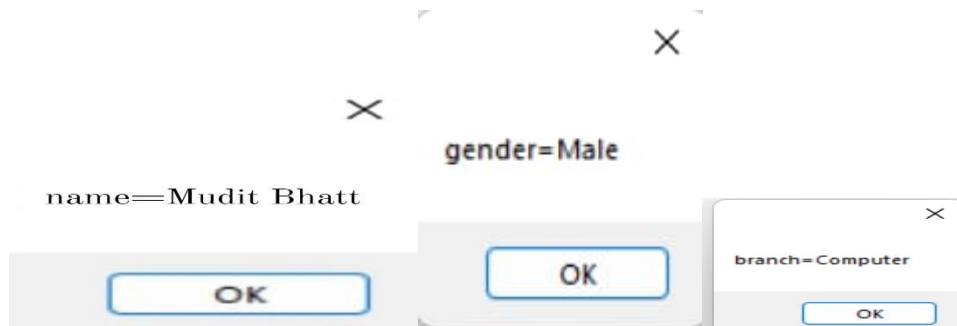 name=Mudit Bhatt
OK
gender=Male
OK
branch=Computer
OK